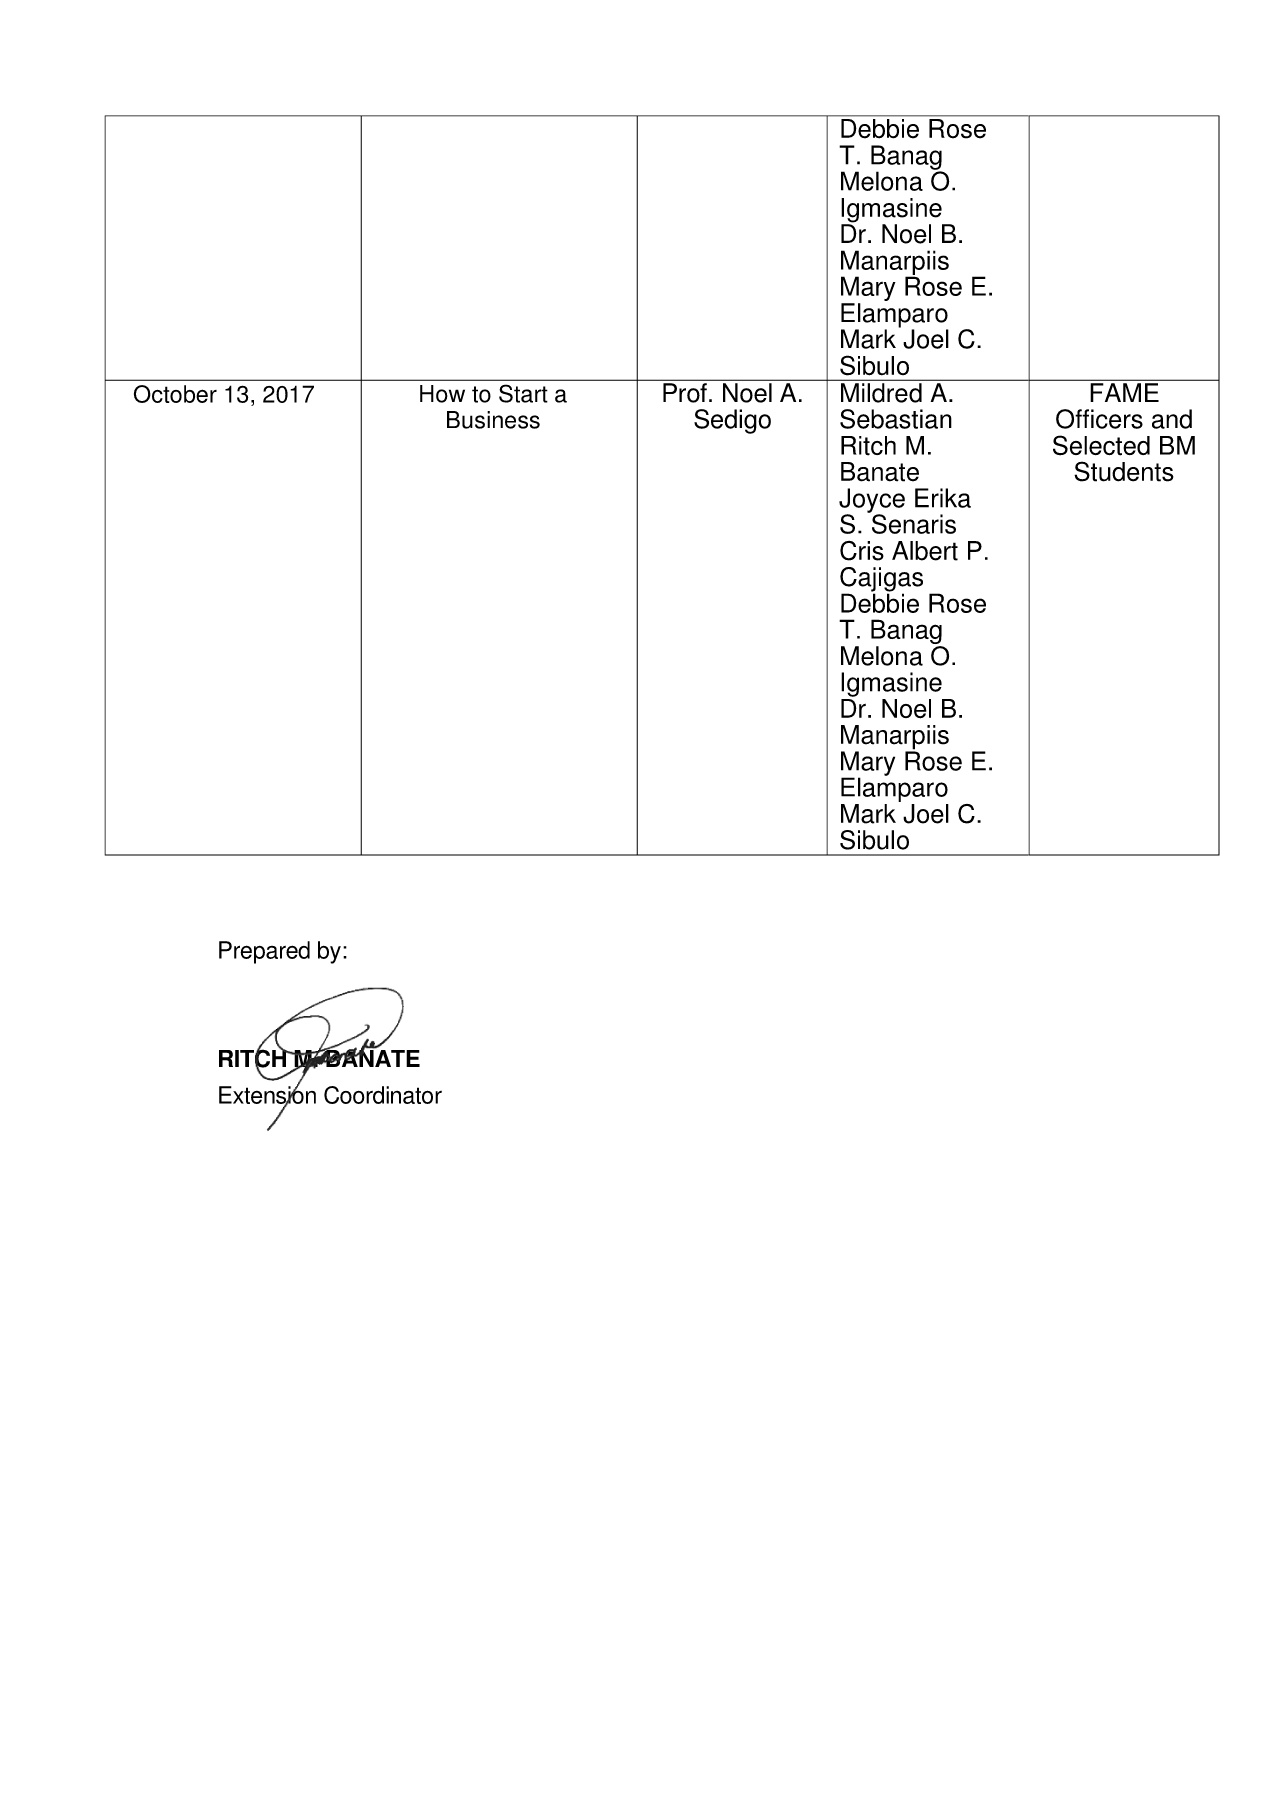 Debbie Rose
T. Banag
Melona O.
Igmasine
Dr. Noel B.
Manarpiis
Mary Rose E.
Elamparo
Mark Joel C.
Sibulo
October 13, 2017
How to Start a
Business
Prof. Noel A.
Sedigo
Mildred A.
Sebastian
Ritch M.
Banate
Joyce Erika
S. Senaris
Cris Albert P.
Cajigas
Debbie Rose
T. Banag
Melona O.
Igmasine
Dr. Noel B.
Manarpiis
Mary Rose E.
Elamparo
Mark Joel C.
Sibulo
FAME
Officers and
Selected BM
Students
Prepared by:
RITCH M. BANATE
Extension Coordinator